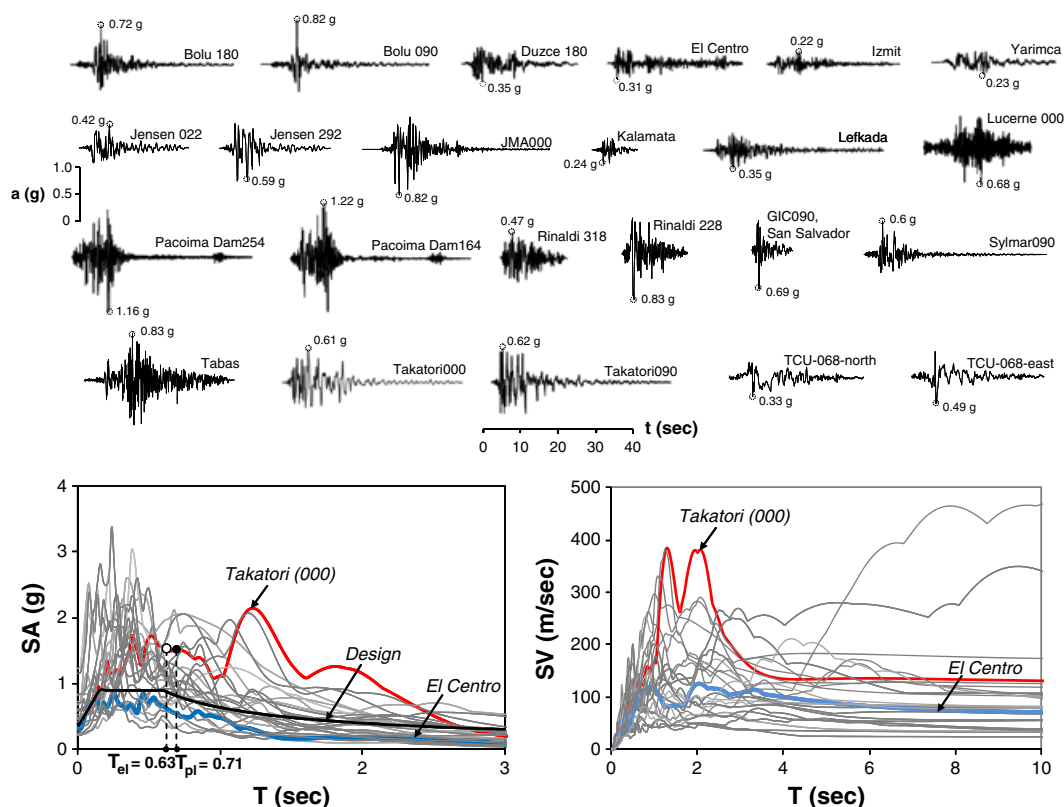 0.72 g
Bolu 180
0.82 g
Bolu 090
Duzce 180
0.35 g
El Centro
0.31 g
0.22 g
Izmit
Yarimca
0.23 g
0.42 g
Jensen 022
Jensen 292
0.59 g
JMA000
0.82 g
Kalamata
0.24 g
Lefkada
0.35 g
Lucerne 000
0.68 g
a (g)
1.0
0.5
0
Pacoima Dam254
1.16 g
1.22 g
Pacoima Dam164
0.47 g
Rinaldi 318
Rinaldi 228
0.83 g
GIC090,
San Salvador
0.69 g
0.6 g
Sylmar090
0.83 g
Tabas
0.61 g
Takatori000
0.62 g
Takatori090
TCU-068-north
0.33 g
TCU-068-east
0.49 g
t (sec)
0 10 20 40
SA (g)
4
3
2
1
0
Takatori (000)
Design
El Centro
0 2 3
Tel = 0.63 Tpl = 0.71
T (sec)
SV (m/sec)
500
400
300
200
100
0
Takatori (000)
El Centro
0 2 4 6 8 10
T (sec)